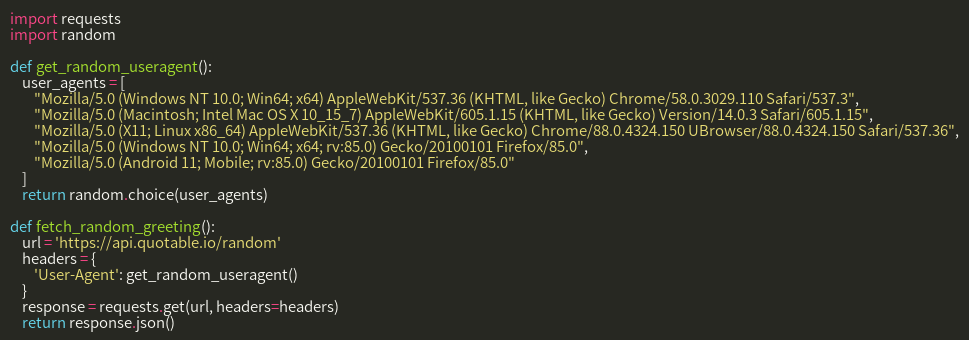 import requests
import random

def get_random_useragent():
    user_agents = [
        "Mozilla/5.0 (Windows NT 10.0; Win64; x64) AppleWebKit/537.36 (KHTML, like Gecko) Chrome/58.0.3029.110 Safari/537.3",
        "Mozilla/5.0 (Macintosh; Intel Mac OS X 10_15_7) AppleWebKit/605.1.15 (KHTML, like Gecko) Version/14.0.3 Safari/605.1.15",
        "Mozilla/5.0 (X11; Linux x86_64) AppleWebKit/537.36 (KHTML, like Gecko) Chrome/88.0.4324.150 UBrowser/88.0.4324.150 Safari/537.36",
        "Mozilla/5.0 (Windows NT 10.0; Win64; x64; rv:85.0) Gecko/20100101 Firefox/85.0",
        "Mozilla/5.0 (Android 11; Mobile; rv:85.0) Gecko/20100101 Firefox/85.0"
    ]
    return random.choice(user_agents)

def fetch_random_greeting():
    url = 'https://api.quotable.io/random'
    headers = {
        'User-Agent': get_random_useragent()
    }
    response = requests.get(url, headers=headers)
    return response.json()